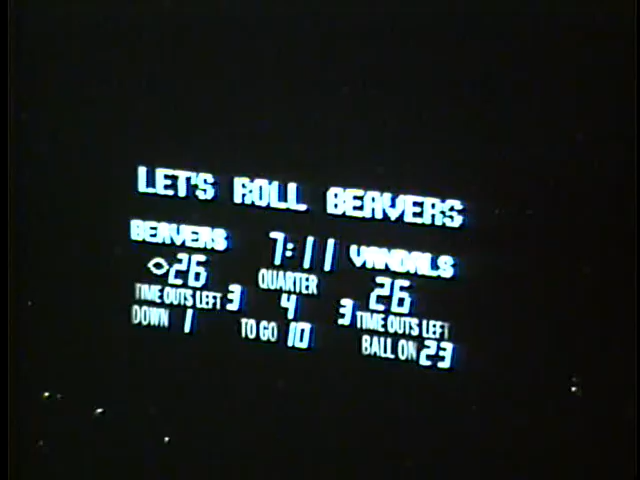 LET'S ROLL BEAVERS
BEAVERS 7:11 VANDALS
26 QUARTER 26
TIME OUTS LEFT 3 4 3 TIME OUTS LEFT
DOWN 1 TO GO 10 BALL ON 23